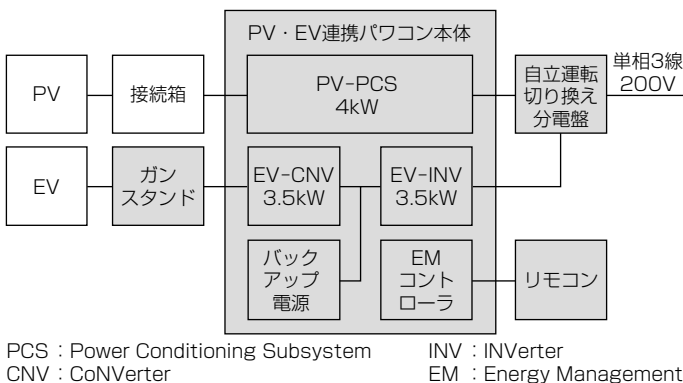 PV・EV連携パワコン本体
PV
接続箱
PV-PCS
4kW
自立運転
切り換え
分電盤
単相3線
200V
EV
ガン
スタンド
EV-CNV
3.5kW
EV-INV
3.5kW
バック
アップ
電源
EM
コント
ローラ
リモコン
PCS：Power Conditioning Subsystem
INV：INVerter
CNV：CoNVerter
EM：Energy Management